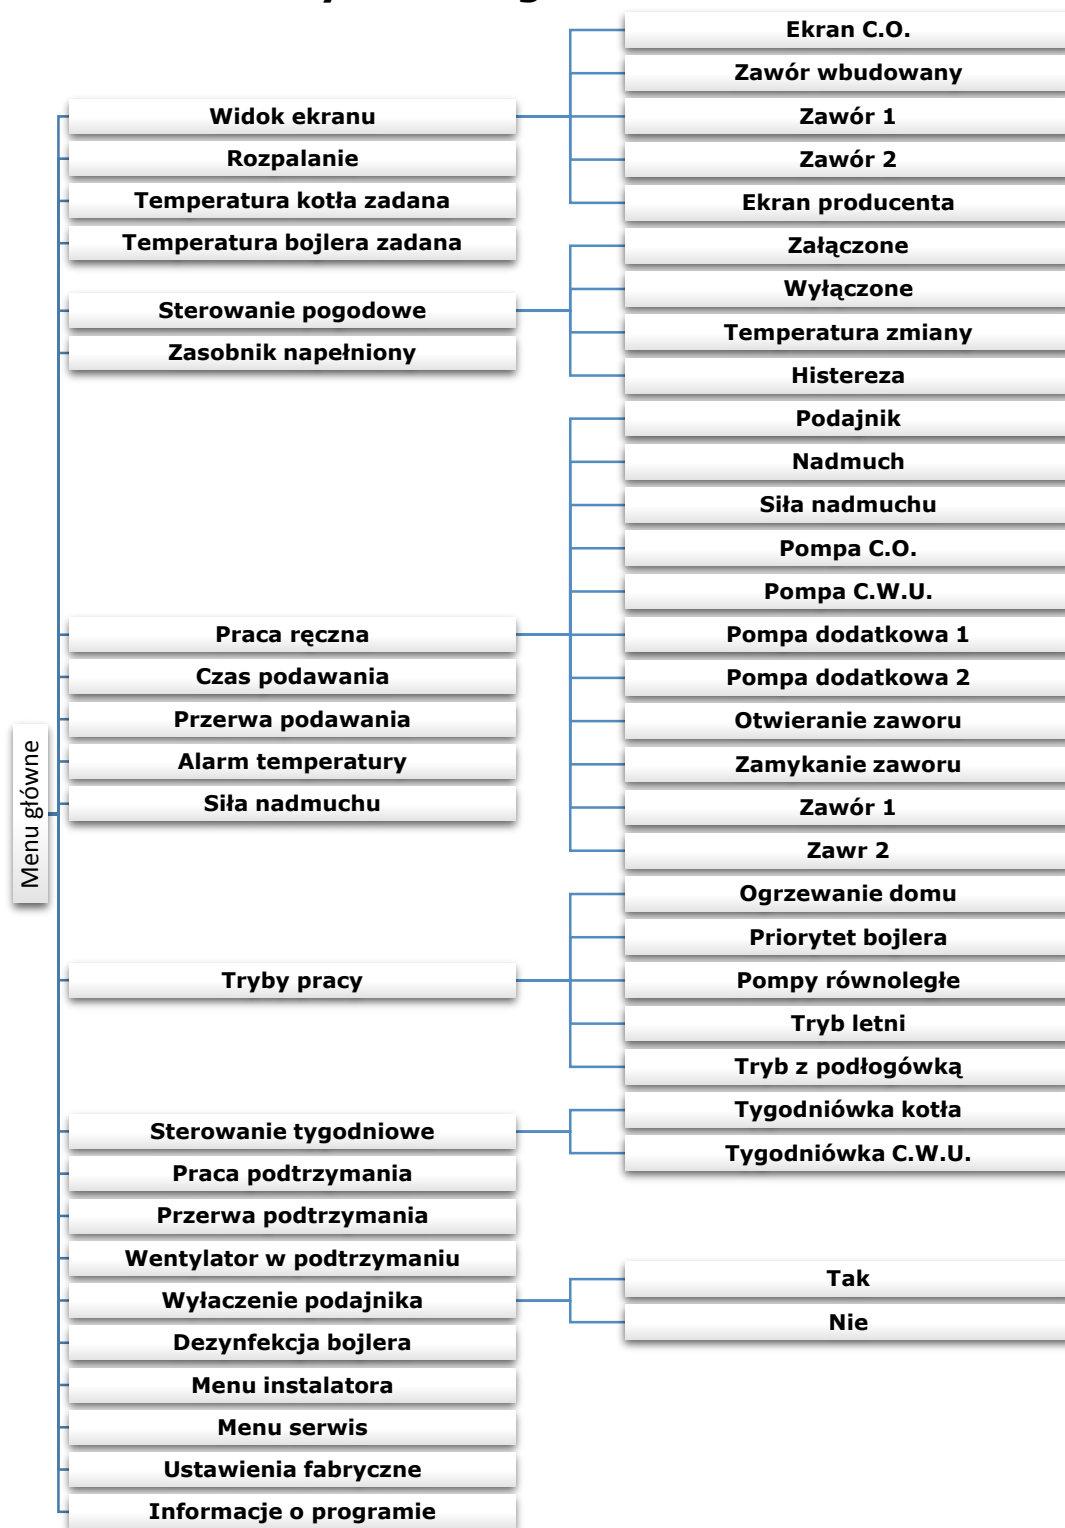 Menu główne
Widok ekranu
Ekran C.O.
Zawór wbudowany
Zawór 1
Zawór 2
Ekran producenta
Rozpalanie
Temperatura kotła zadana
Temperatura bojlera zadana
Sterowanie pogodowe
Załączone
Wyłączone
Temperatura zmiany
Histereza
Zasobnik napełniony
Praca ręczna
Podajnik
Nadmuch
Siła nadmuchu
Pompa C.O.
Pompa C.W.U.
Pompa dodatkowa 1
Pompa dodatkowa 2
Otwieranie zaworu
Zamykanie zaworu
Zawór 1
Zawr 2
Czas podawania
Przerwa podawania
Alarm temperatury
Siła nadmuchu
Tryby pracy
Ogrzewanie domu
Priorytet bojlera
Pompy równoległe
Tryb letni
Tryb z podłogówką
Sterowanie tygodniowe
Tygodniówka kotła
Tygodniówka C.W.U.
Praca podtrzymania
Przerwa podtrzymania
Wentylator w podtrzymaniu
Wyłaczenie podajnika
Tak
Nie
Dezynfekcja bojlera
Menu instalatora
Menu serwis
Ustawienia fabryczne
Informacje o programie